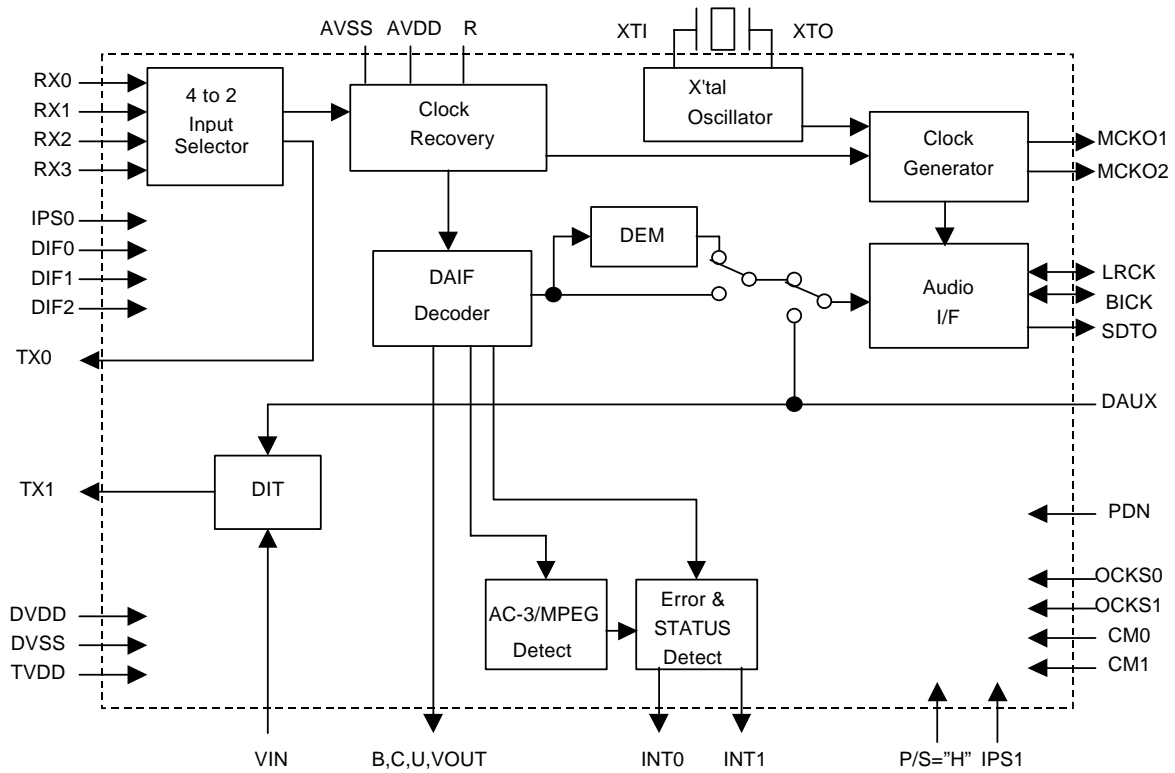 AVSS AVDD R XTI XTO
RX0
RX1
RX2
RX3
4 to 2
Input
Selector
Clock
Recovery
X'tal
Oscillator
Clock
Generator
MCKO1
MCKO2
IPS0
DIF0
DIF1
DIF2
DEM
DAIF
Decoder
Audio
I/F
LRCK
BICK
SDTO
TX0
DAUX
TX1
DIT
PDN
AC-3/MPEG
Detect
Error &
STATUS
Detect
OCKS0
OCKS1
CM0
CM1
DVDD
DVSS
TVDD
VIN B,C,U,VOUT INT0 INT1 P/S=”H” IPS1